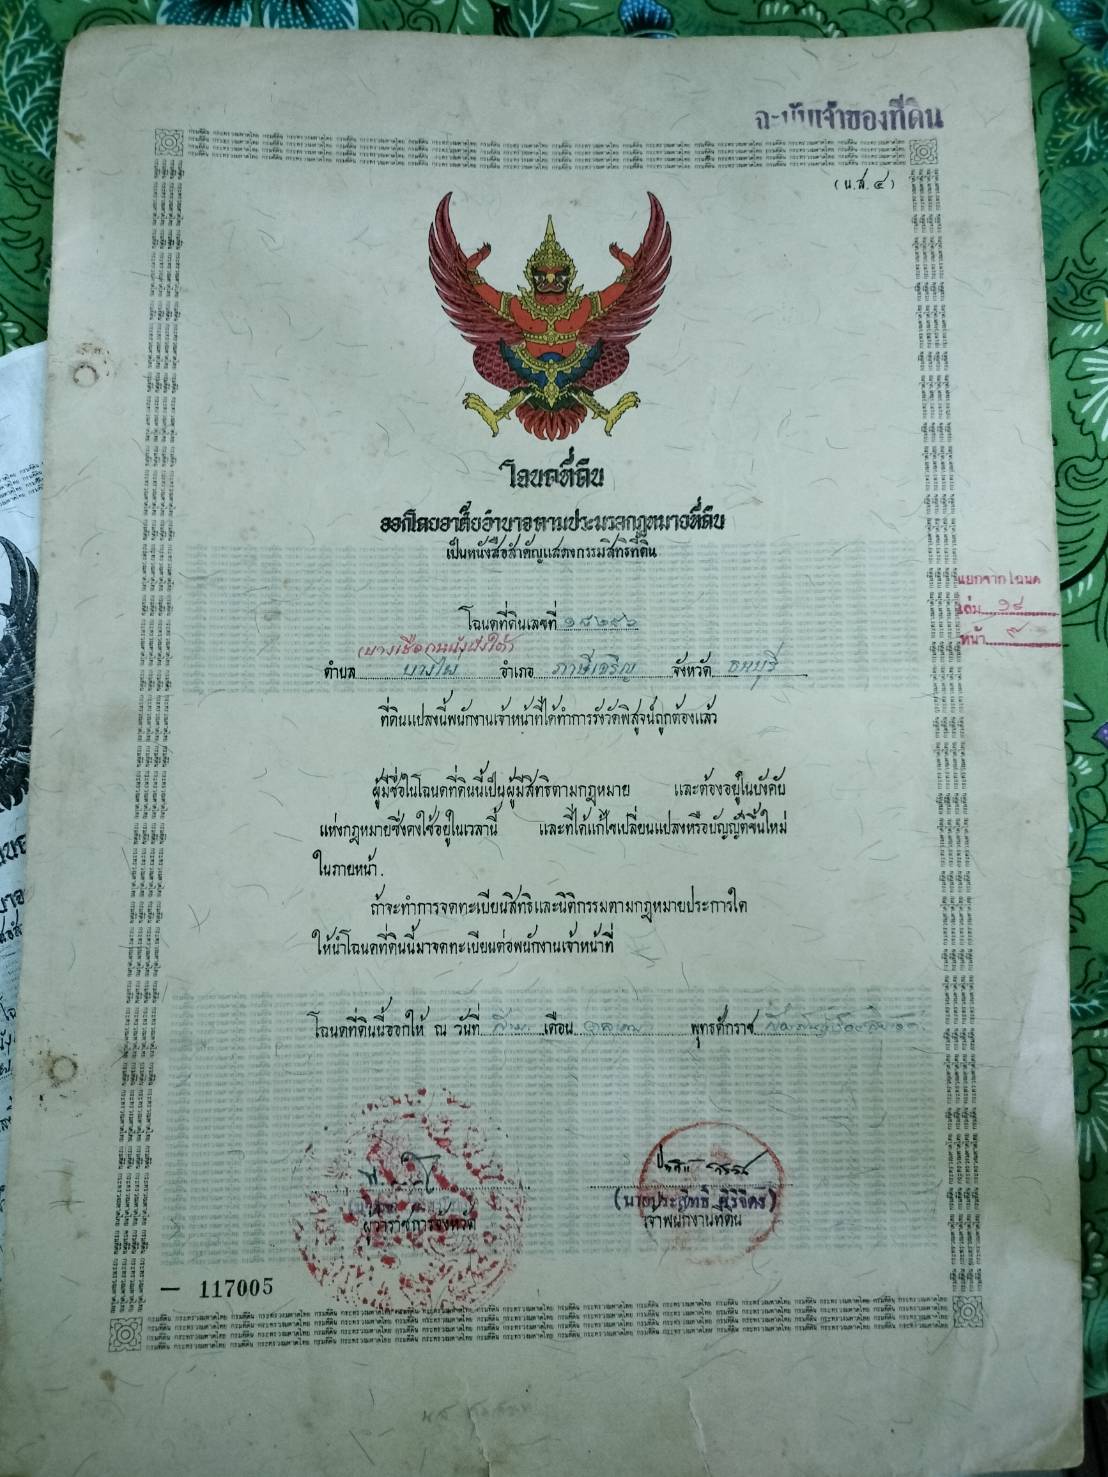 ฉะบับเจ้าของที่ดิน
(น.ส.๔)
โฉนดที่ดิน
ออกโดยอาศัยอำนาจตามประมวลกฎหมายที่ดิน
เป็นหนังสือสำคัญแสดงกรรมสิทธิ์ที่ดิน
แยกจากโฉนด
เล่ม ๑๙
หน้า
โฉนดที่ดินเลขที่
ตำบล บางไผ่ อำเภอ ภาษีเจริญ จังหวัด ธนบุรี
ที่ดินแปลงนี้พนักงานเจ้าหน้าที่ได้ทำการรังวัดพิสูจน์ถูกต้องแล้ว
ผู้มีชื่อในโฉนดที่ดินนี้เป็นผู้มีสิทธิตามกฎหมาย และต้องอยู่ในบังคับ
แห่งกฎหมายซึ่งคงใช้อยู่ในเวลานี้ และที่ได้แก้ไขเปลี่ยนแปลงหรือบัญญัติขึ้นใหม่
ในภายหน้า.
ถ้าจะทำการจดทะเบียนสิทธิและนิติกรรมตามกฎหมายประการใด
ให้นำโฉนดที่ดินนี้มาจดทะเบียนต่อพนักงานเจ้าหน้าที่
โฉนดที่ดินนี้ออกให้ ณ วันที่ เดือน พุทธศักราช
(นายประสิทธิ์ ศิริจิตร)
ผู้ว่าราชการจังหวัด เจ้าพนักงานที่ดิน
— 117005